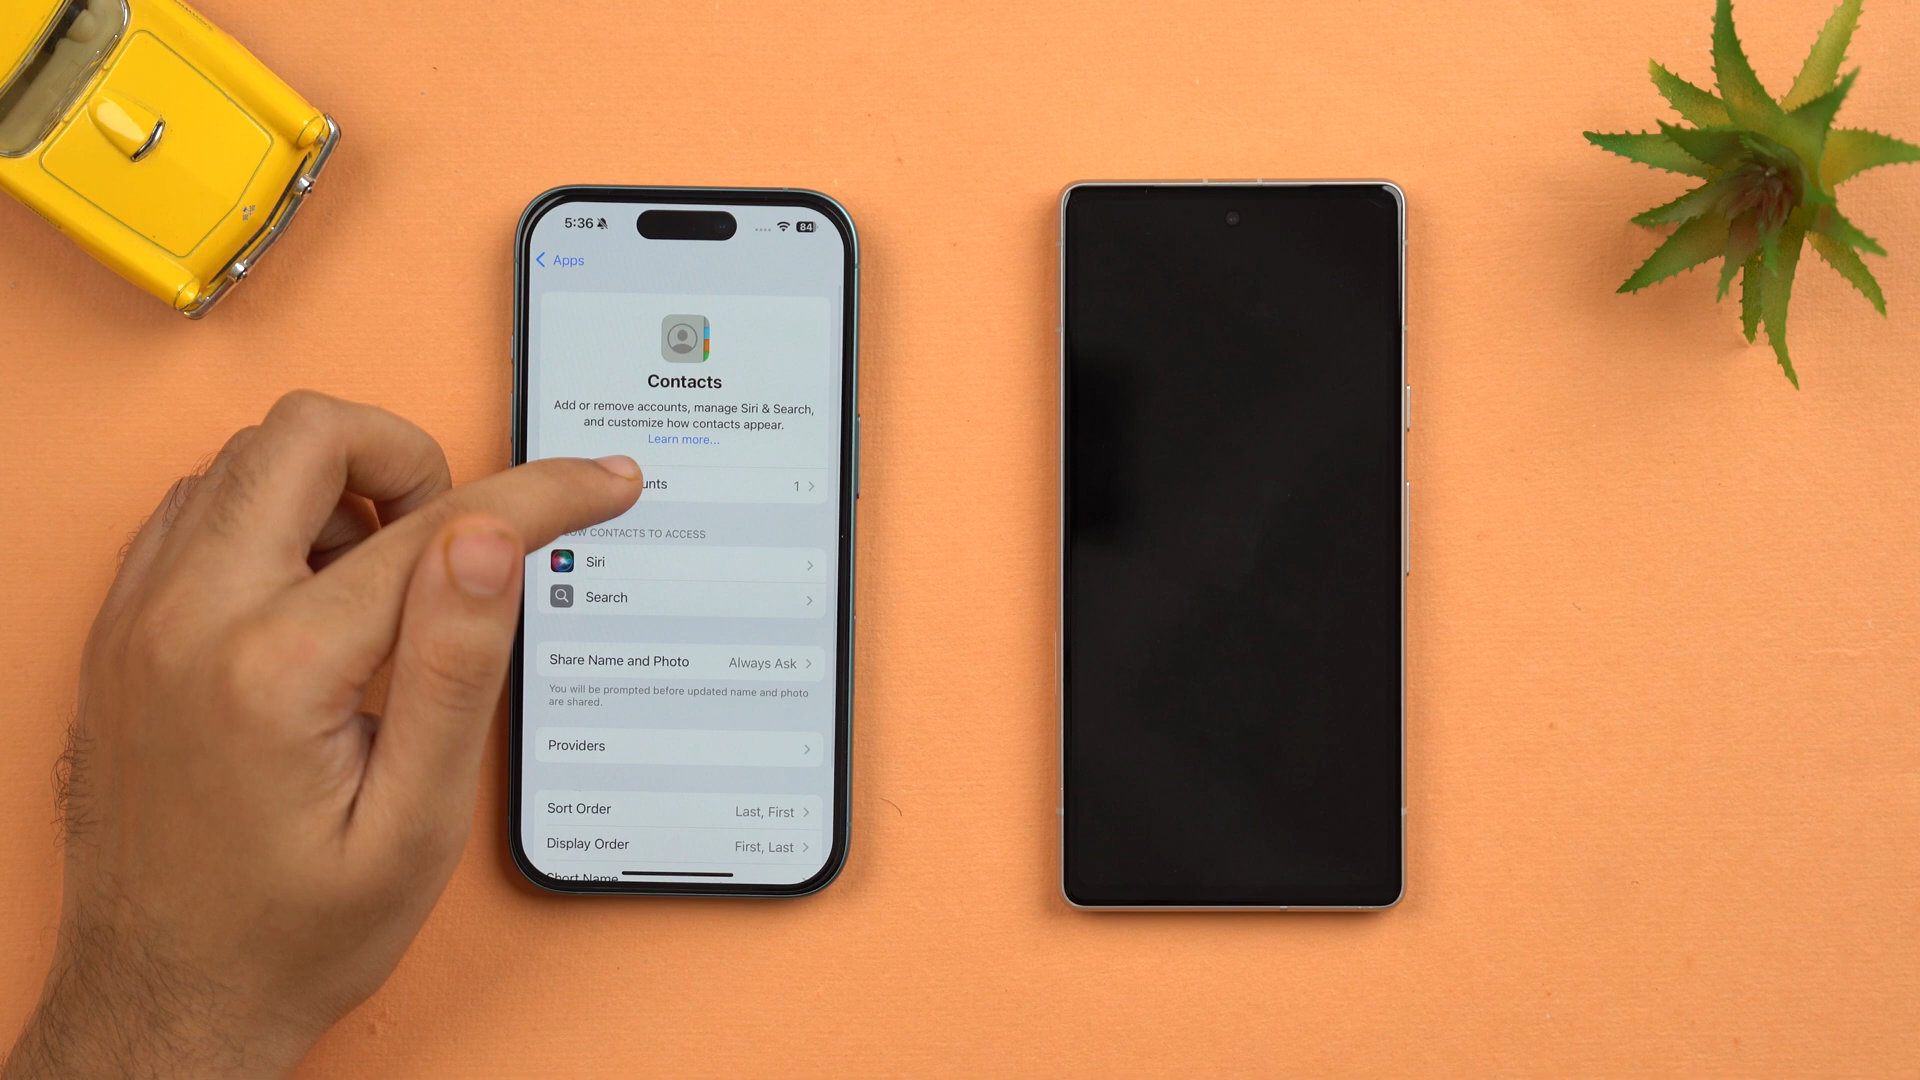 5:36
84
Apps
Contacts
Add or remove accounts, manage Siri & Search,
and customize how contacts appear.
Learn more...
1
CONTACTS TO ACCESS
Siri
Search
Share Name and Photo Always Ask
You will be prompted before updated name and photo
are shared.
Providers
Sort Order Last, First
Display Order First, Last
Short Name